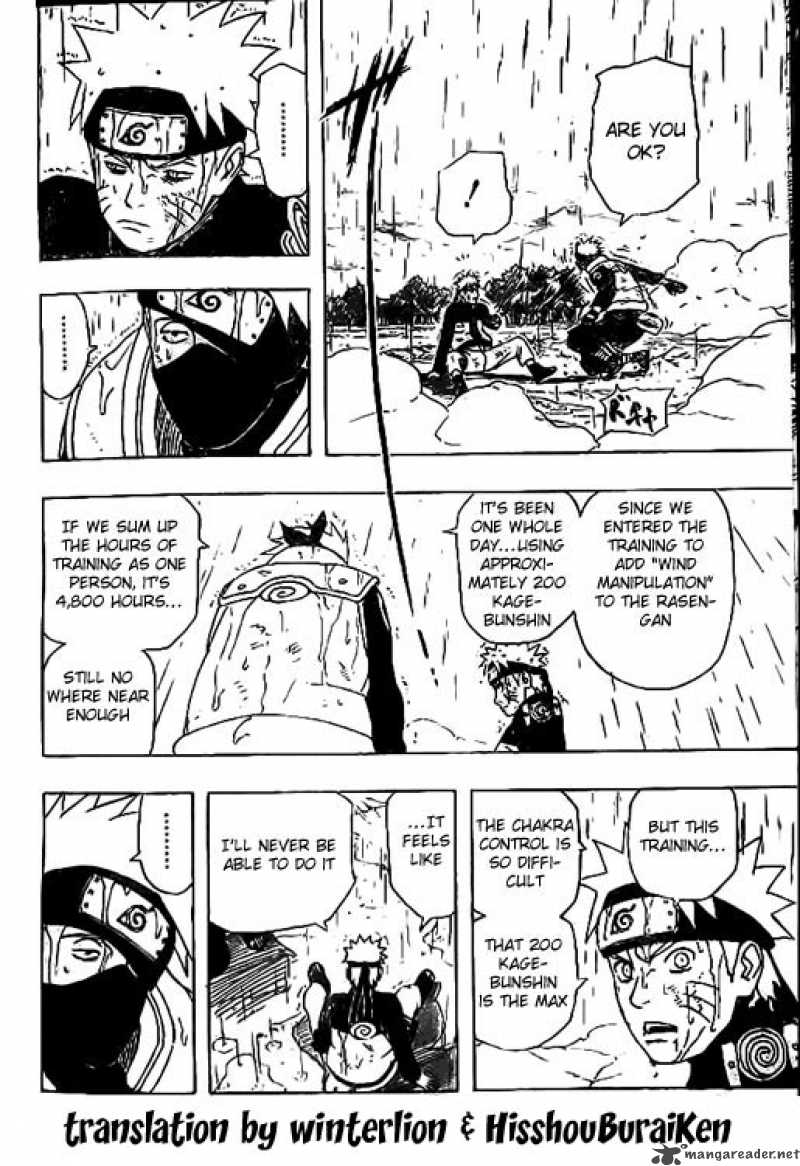 ARE YOU
OK?
!
ドチャ
.........
.........
SINCE WE
ENTERED THE
TRAINING TO
ADD "WIND
MANIPULATION"
TO THE RASEN-
GAN
IT'S BEEN
ONE WHOLE
DAY...USING
APPROXI-
MATELY 200
KAGE-
BUNSHIN
IF WE SUM UP
THE HOURS OF
TRAINING AS ONE
PERSON, IT'S
4,800 HOURS...
STILL NO
WHERE NEAR
ENOUGH
BUT THIS
TRAINING...
THE CHAKRA
CONTROL IS
SO DIFFI-
CULT
THAT 200
KAGE-
BUNSHIN
IS THE MAX
...IT
FEELS
LIKE
I'LL NEVER BE
ABLE TO DO IT
.........
translation by winterlion & HisshouBuraiKen
mangareader.net